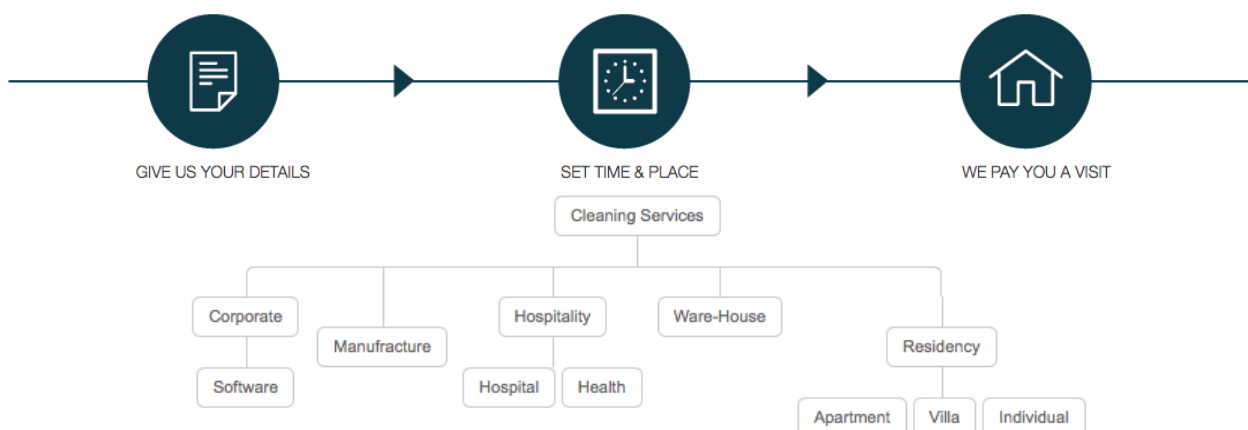 GIVE US YOUR DETAILS
SET TIME & PLACE
WE PAY YOU A VISIT
Cleaning Services
Corporate
Manufracture
Hospitality
Ware-House
Residency
Software
Hospital
Health
Apartment
Villa
Individual